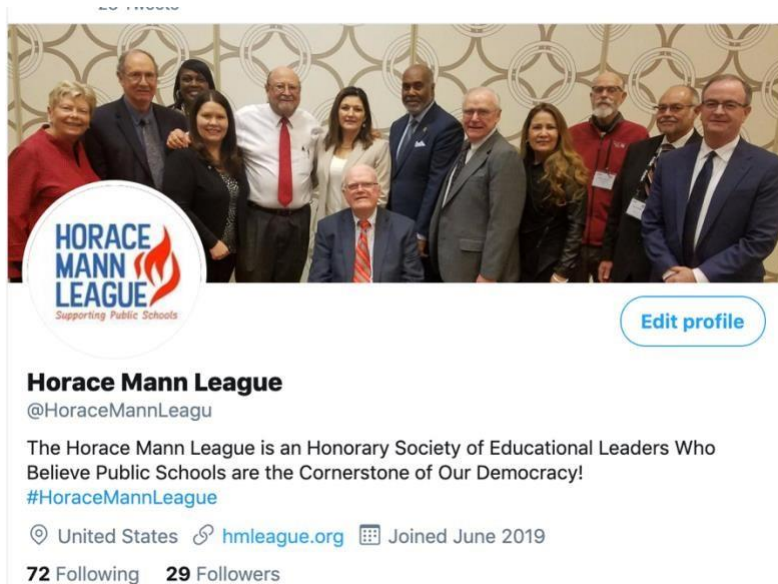 HORACE
MANN
LEAGUE
Supporting Public Schools
Edit profile
Horace Mann League
@HoraceMannLeagu
The Horace Mann League is an Honorary Society of Educational Leaders Who
Believe Public Schools are the Cornerstone of Our Democracy!
#HoraceMannLeague
United States hmleague.org Joined June 2019
72 Following 29 Followers